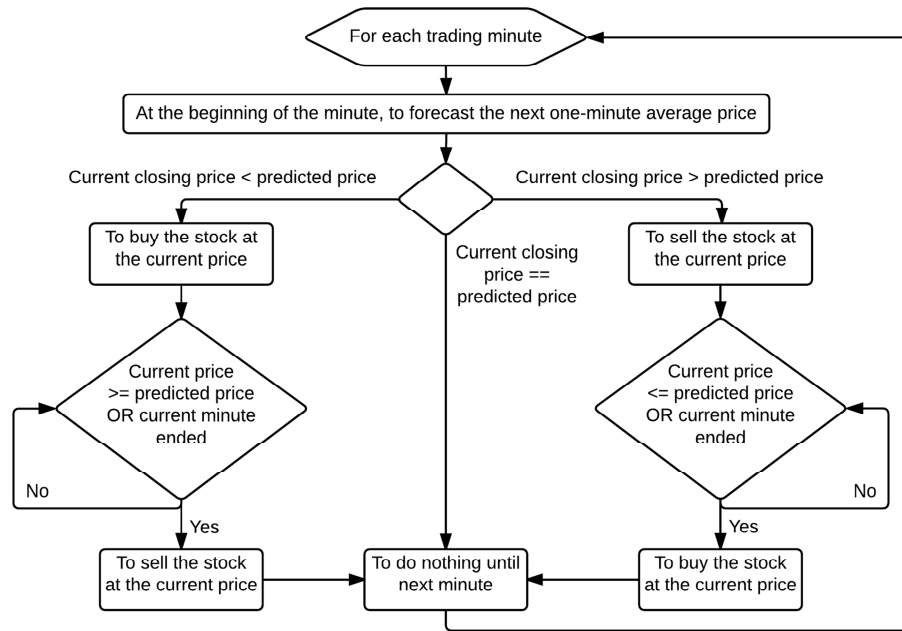 For each trading minute
At the beginning of the minute, to forecast the next one-minute average price
Current closing price < predicted price
Current closing price > predicted price
To buy the stock at
the current price
Current closing
price ==
predicted price
To sell the stock at
the current price
Current price
>= predicted price
OR current minute
ended
Current price
<= predicted price
OR current minute
ended
No
No
Yes
Yes
To sell the stock
at the current price
To do nothing until
next minute
To buy the stock
at the current price